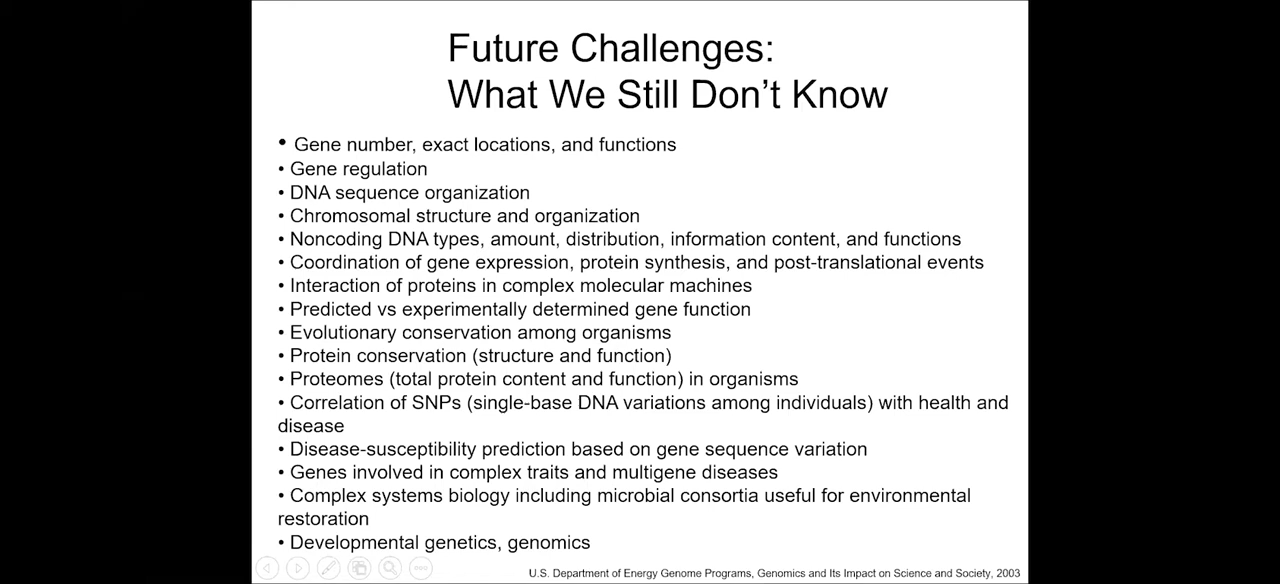 Future Challenges:
What We Still Don't Know
• Gene number, exact locations, and functions
• Gene regulation
• DNA sequence organization
• Chromosomal structure and organization
• Noncoding DNA types, amount, distribution, information content, and functions
• Coordination of gene expression, protein synthesis, and post-translational events
• Interaction of proteins in complex molecular machines
• Predicted vs experimentally determined gene function
• Evolutionary conservation among organisms
• Protein conservation (structure and function)
• Proteomes (total protein content and function) in organisms
• Correlation of SNPs (single-base DNA variations among individuals) with health and
disease
• Disease-susceptibility prediction based on gene sequence variation
• Genes involved in complex traits and multigene diseases
• Complex systems biology including microbial consortia useful for environmental
restoration
• Developmental genetics, genomics
U.S. Department of Energy Genome Programs, Genomics and Its Impact on Science and Society, 2003